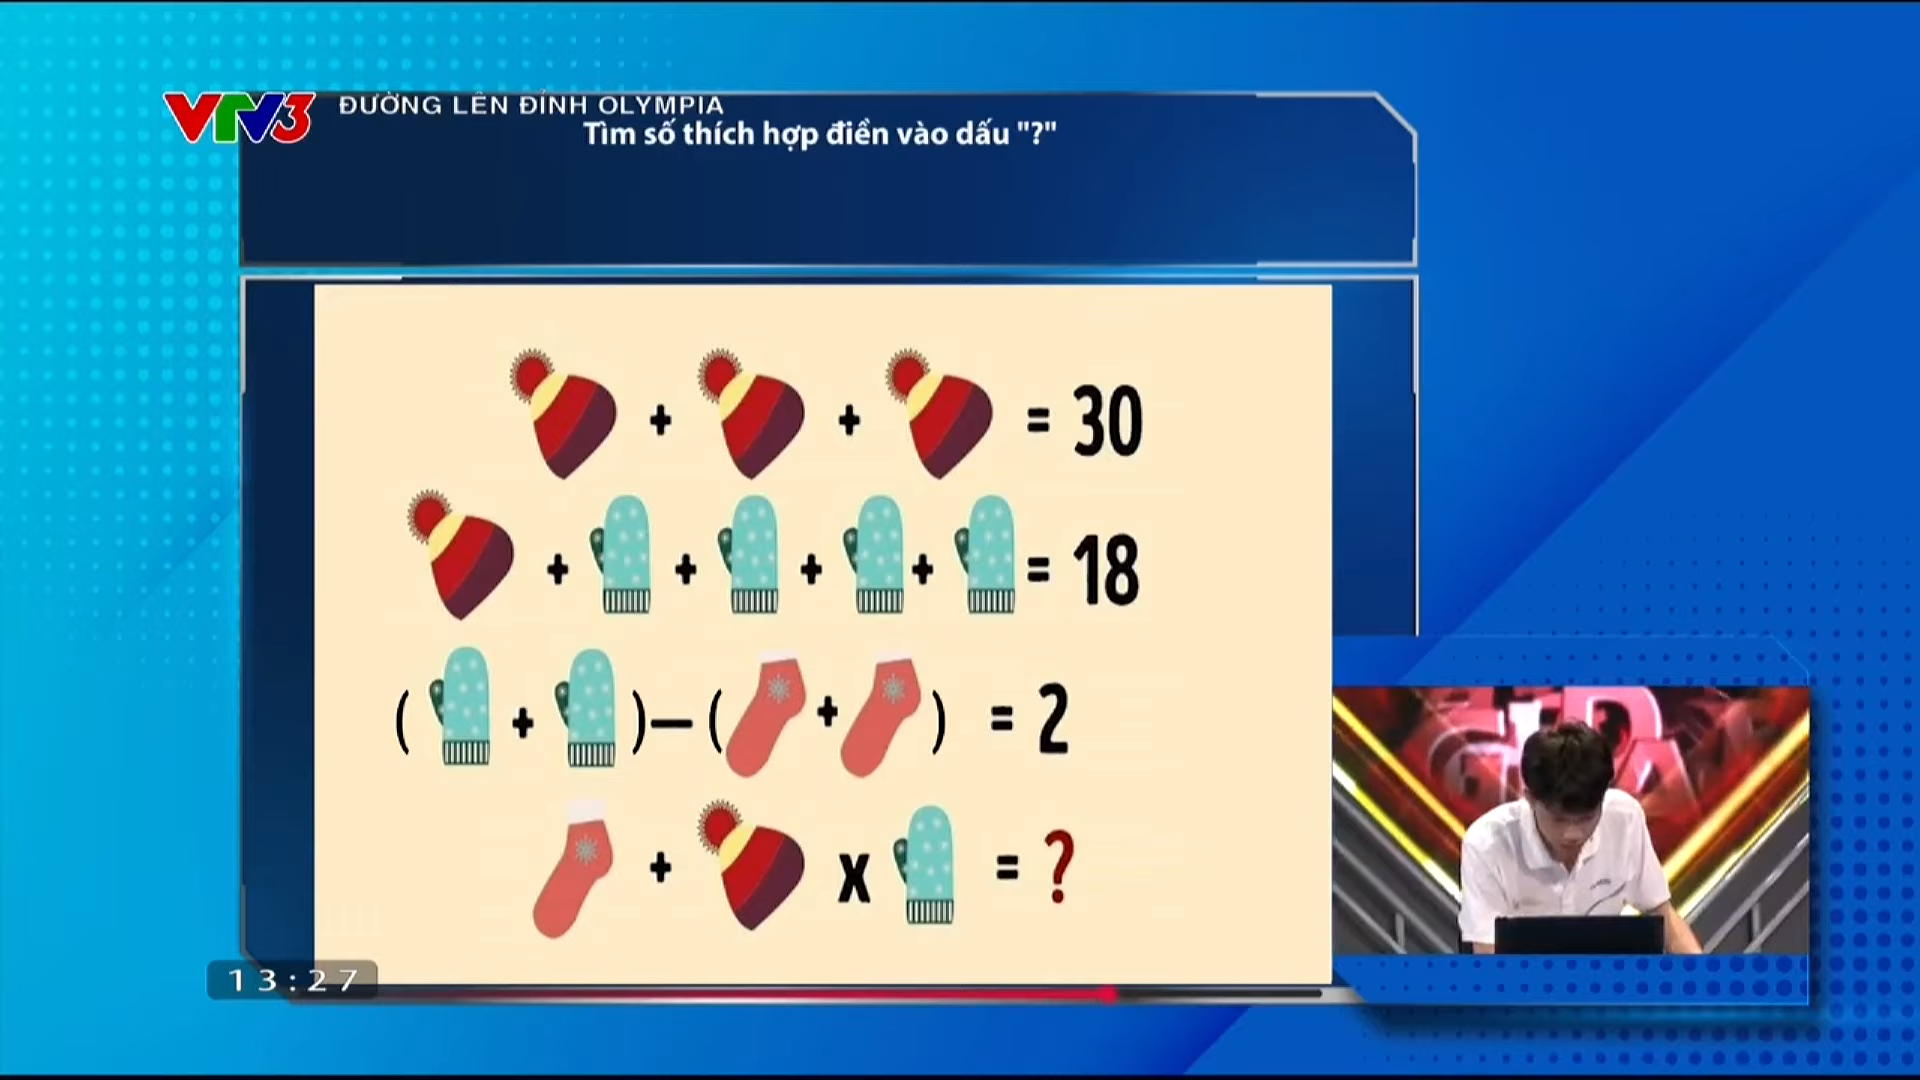 VTV3 ĐƯỜNG LÊN ĐỈNH OLYMPIA
Tìm số thích hợp điền vào dấu "?"
+ + = 30
+ + + + = 18
( + ) — ( + ) = 2
+ x = ?
13:27